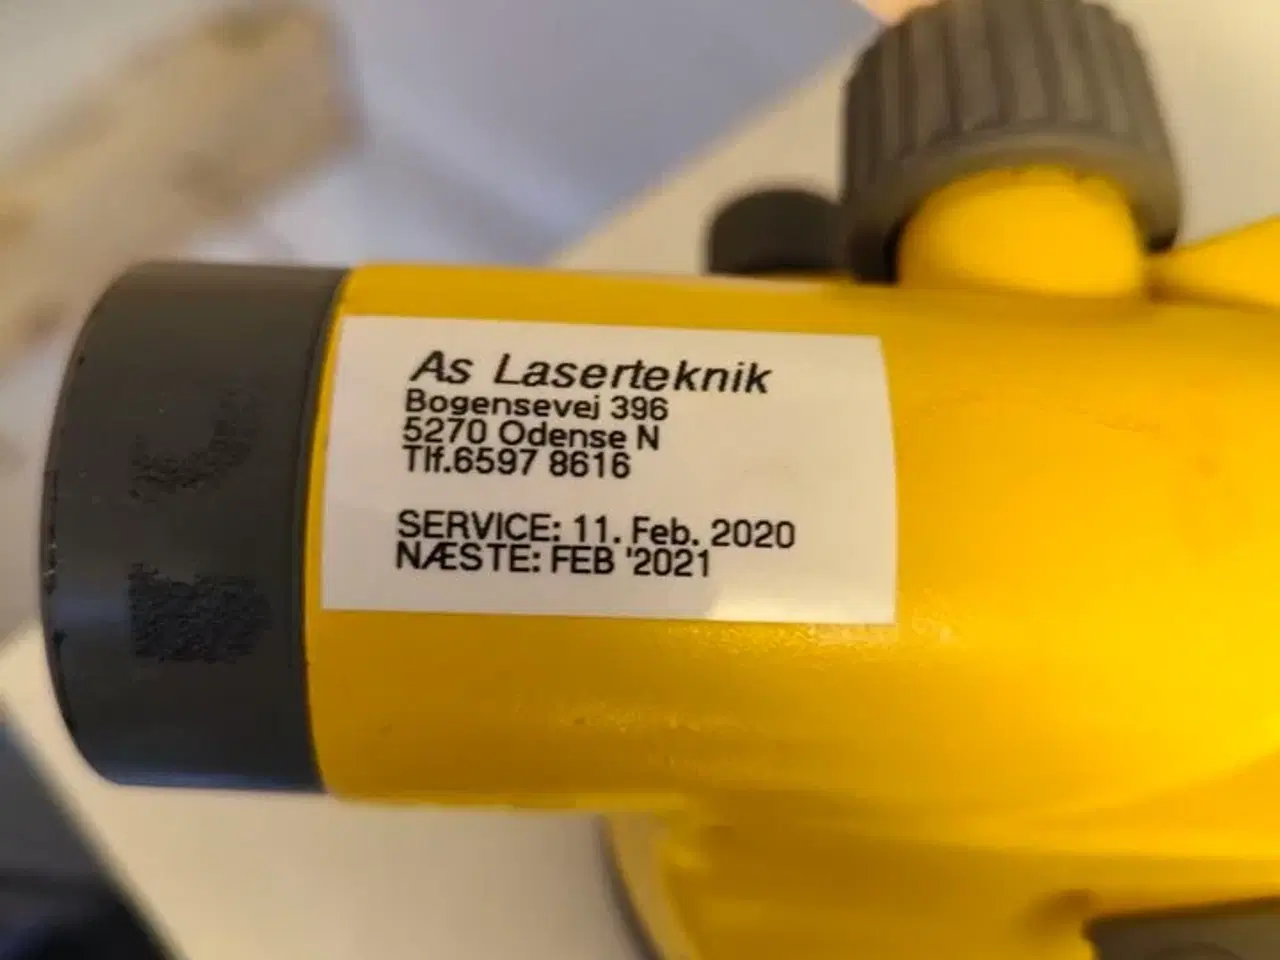 As Laserteknik
Bogensevej 396
5270 Odense N
Tlf.6597 8616
SERVICE: 11. Feb. 2020
NÆSTE: FEB '2021